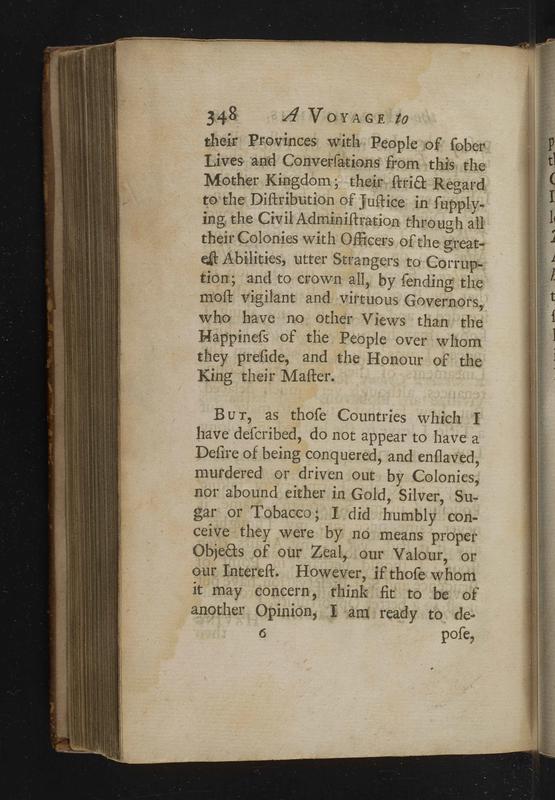 348 A VOYAGE to
their Provinces with People of ſober
Lives and Converſations from this the
Mother Kingdom; their ſtrict Regard
to the Diſtribution of Juſtice in ſupply-
ing the Civil Adminiſtration through all
their Colonies with Officers of the great-
eſt Abilities, utter Strangers to Corrup-
tion; and to crown all, by ſending the
moſt vigilant and virtuous Governors,
who have no other Views than the
Happineſs of the People over whom
they preſide, and the Honour of the
King their Maſter.
BUT, as thoſe Countries which I
have deſcribed, do not appear to have a
Deſire of being conquered, and enſlaved,
murdered or driven out by Colonies,
nor abound either in Gold, Silver, Su-
gar or Tobacco; I did humbly con-
ceive they were by no means proper
Objects of our Zeal, our Valour, or
our Intereſt. However, if thoſe whom
it may concern, think fit to be of
another Opinion, I am ready to de-
6 poſe,